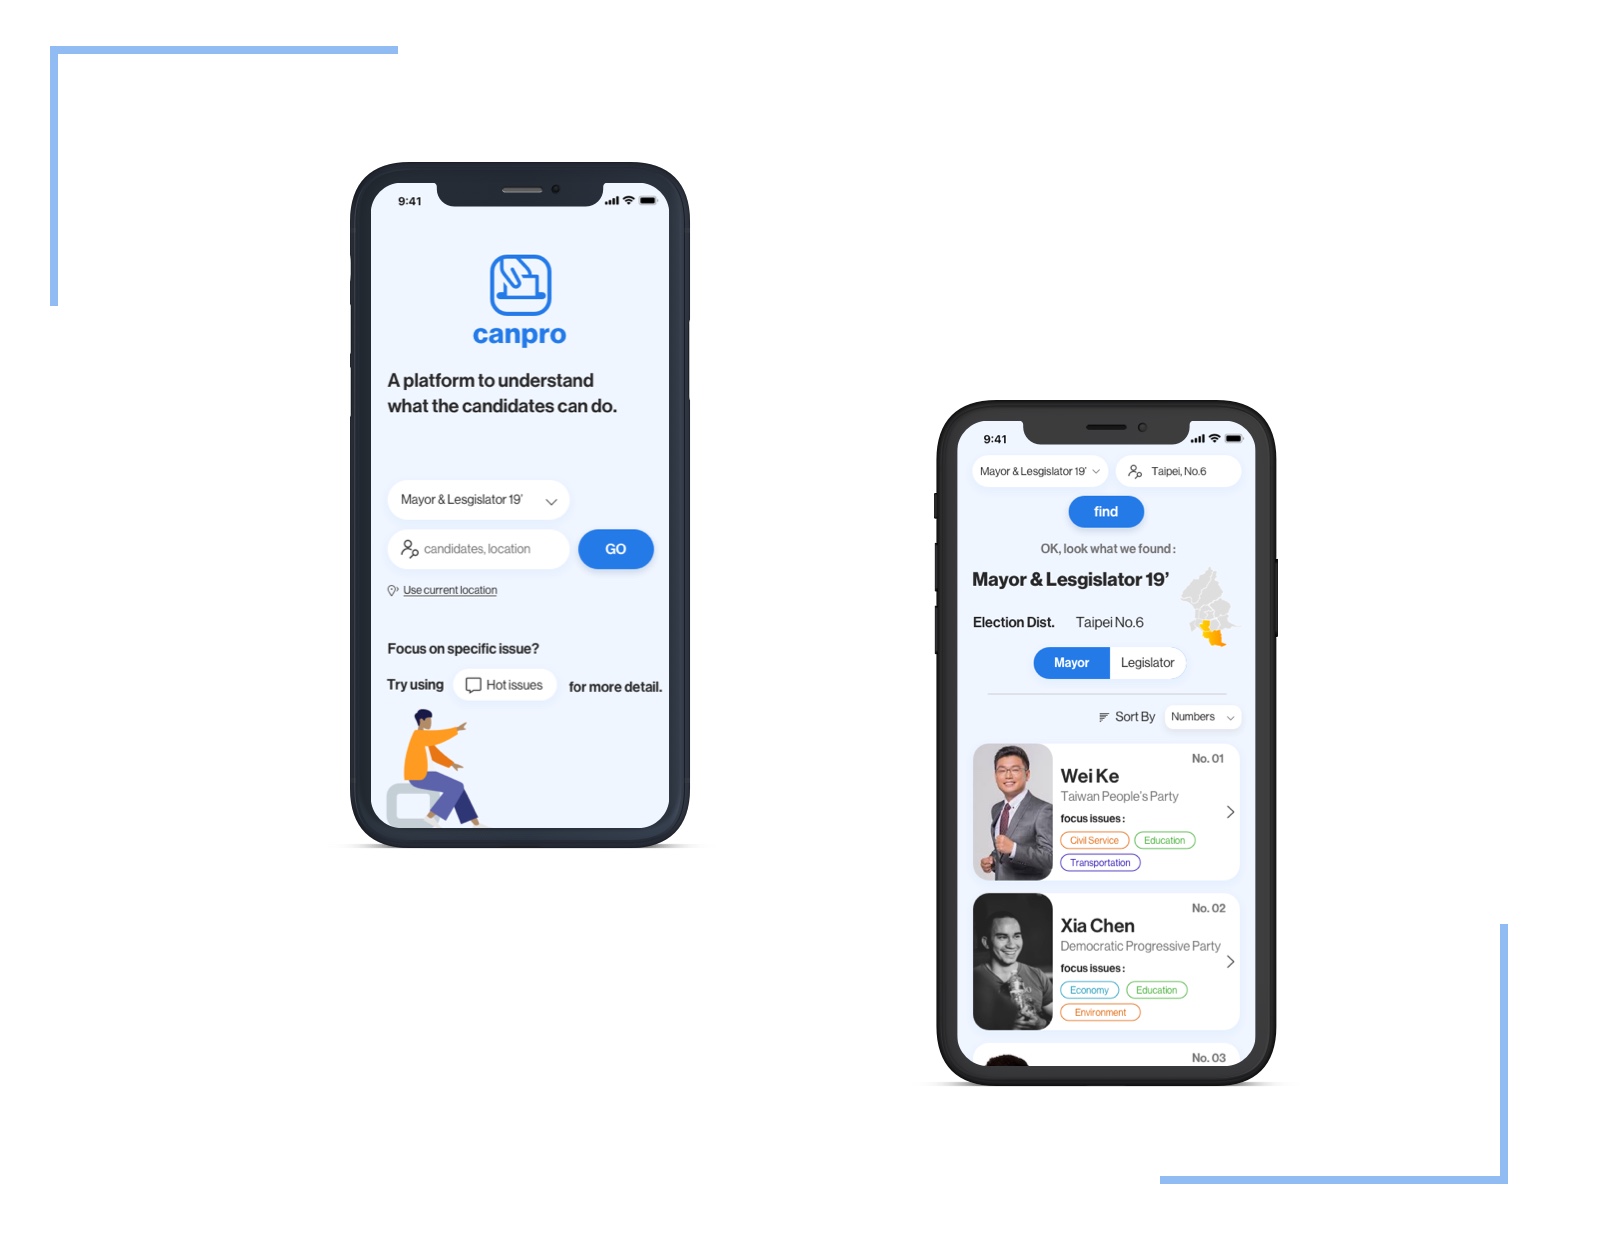 9:41
canpro
A platform to understand
what the candidates can do.
Mayor & Lesgislator 19'
candidates, location
GO
Use current location
Focus on specific issue?
Try using Hot issues for more detail.
9:41
Mayor & Lesgislator 19' Taipei, No.6
find
OK, look what we found :
Mayor & Lesgislator 19’
Election Dist. Taipei No.6
Mayor Legislator
Sort By Numbers
No. 01
Wei Ke
Taiwan People's Party
focus issues :
Civil Service Education
Transportation
No. 02
Xia Chen
Democratic Progressive Party
focus issues :
Economy Education
Environment
No. 03